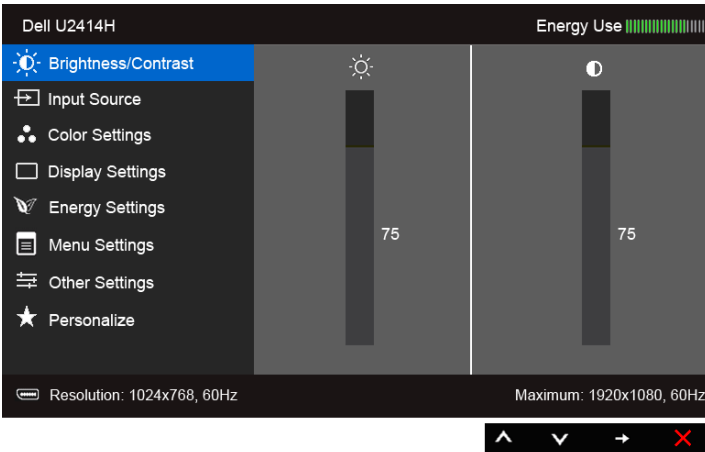 Dell U2414H
Energy Use
Brightness/Contrast
Input Source
Color Settings
Display Settings
Energy Settings
Menu Settings
Other Settings
Personalize
75
75
Resolution: 1024x768, 60Hz
Maximum: 1920x1080, 60Hz